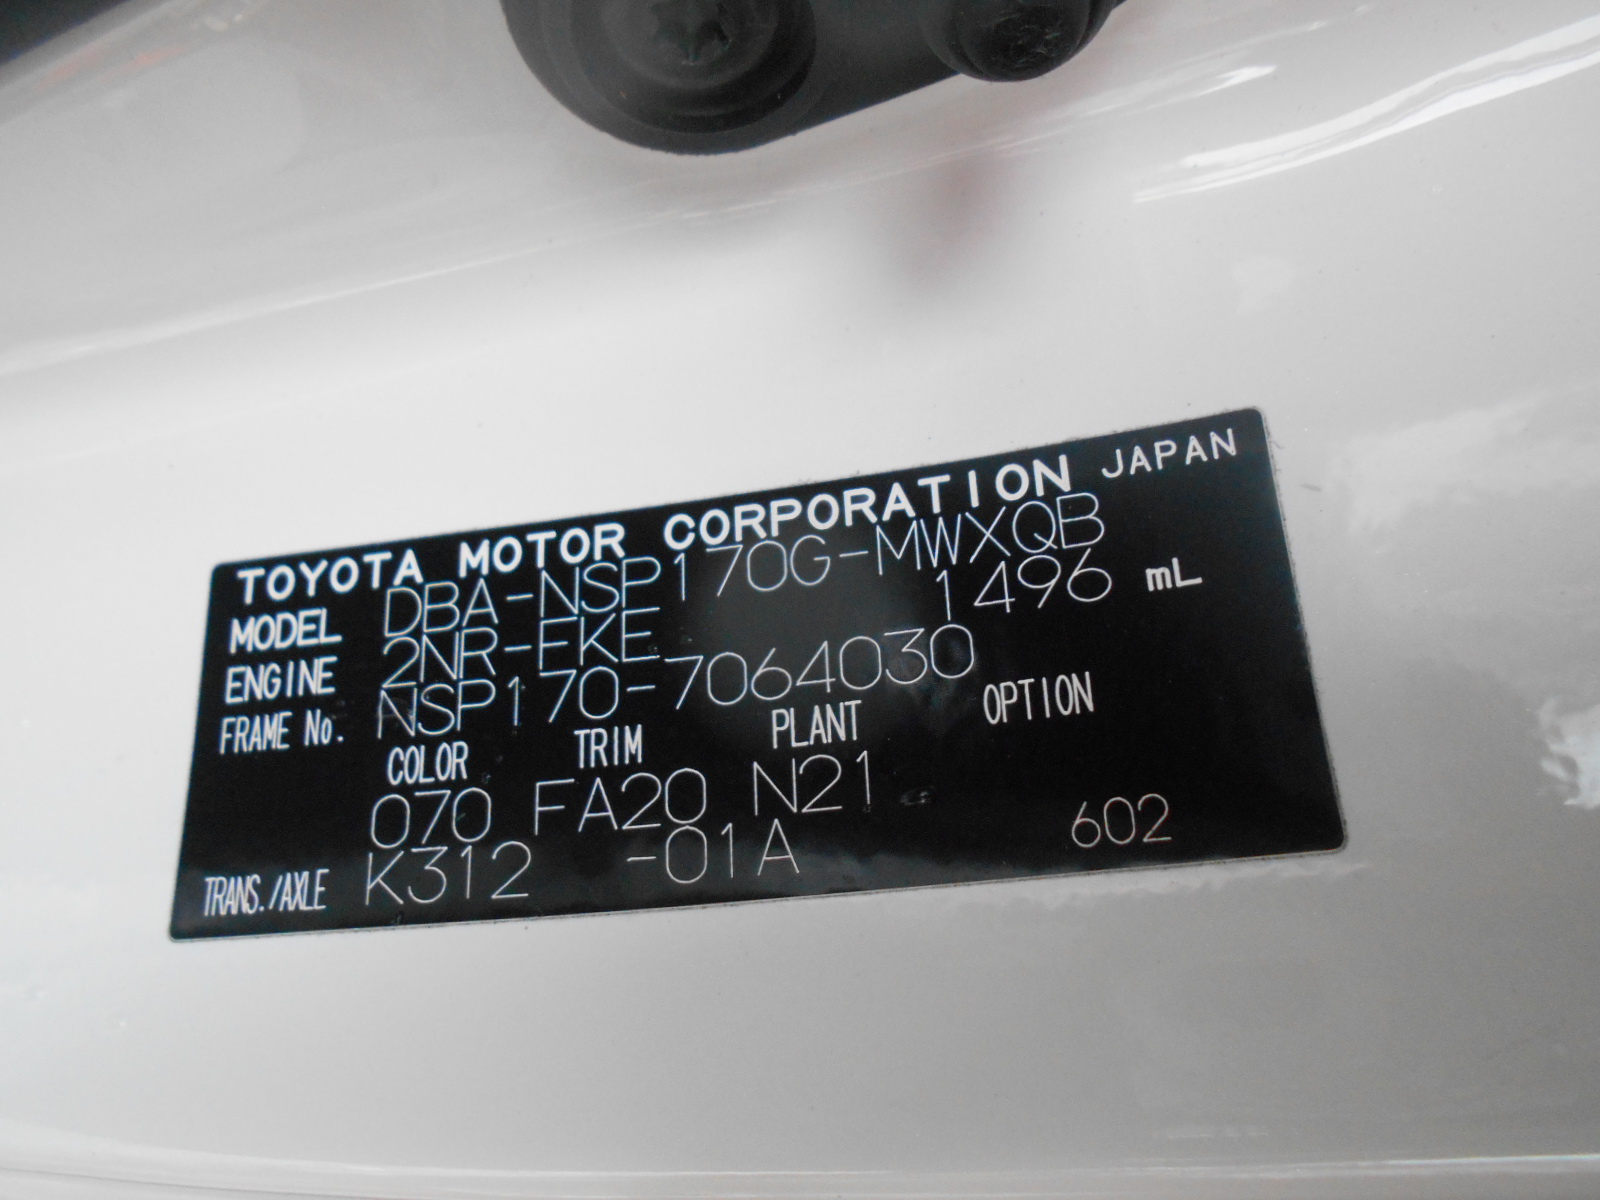 TOYOTA MOTOR CORPORATION JAPAN
MODEL DBA-NSP170G-MWXQB
ENGINE 2NR-FKE 1496 mL
FRAME No. NSP170-7064030
COLOR TRIM PLANT OPTION
070 FA20 N21
TRANS./AXLE K312 -01A 602